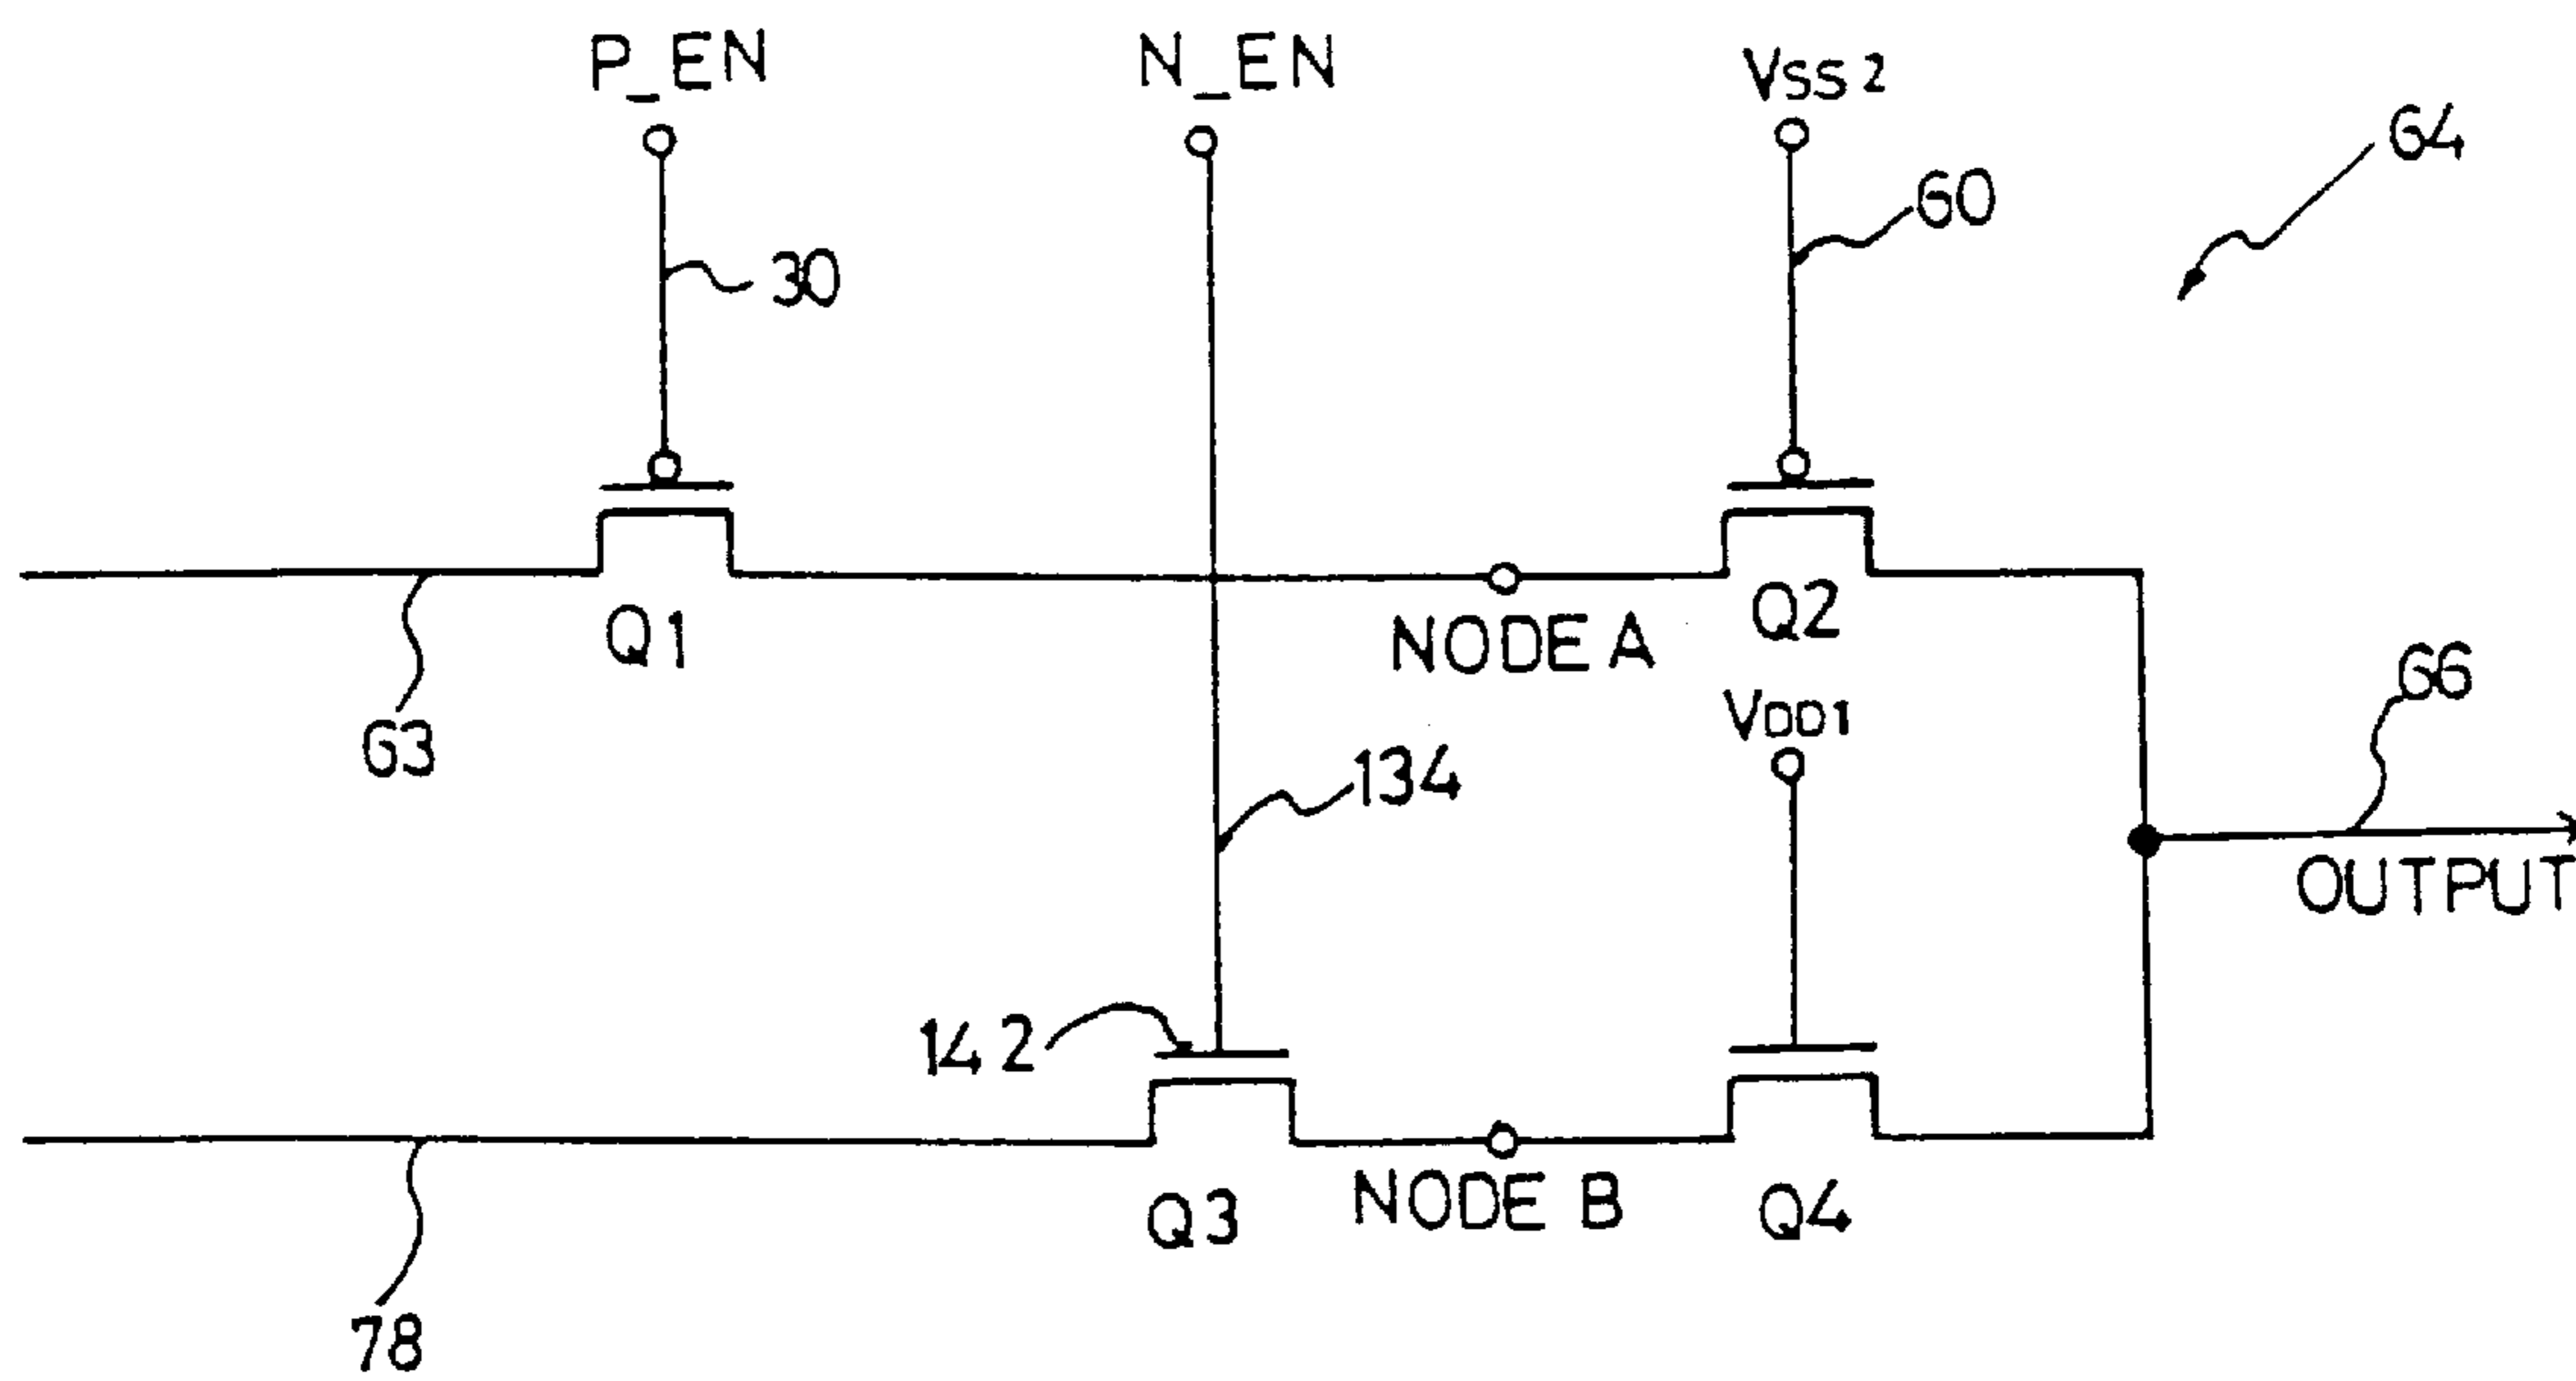 P_EN
N_EN
VSS2
64
60
30
Q1
NODE A
Q2
63
VDD1
66
134
OUTPUT
142
Q3
NODE B
Q4
78